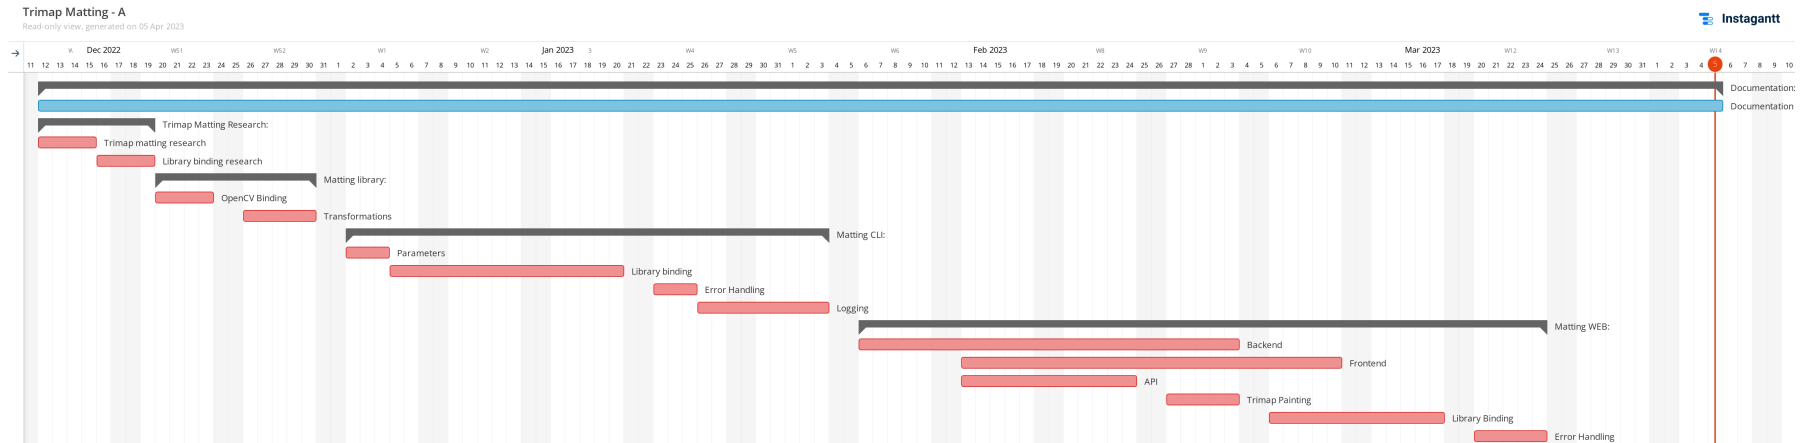 Trimap Matting - A
Read-only view, generated on 05 Apr 2023
Instagantt
W Dec 2022 W51 W52 W1 W2 Jan 2023 3 W4 W5 W6 Feb 2023 W8 W9 W10 Mar 2023 W12 W13 W14
11 12 13 14 15 16 17 18 19 20 21 22 23 24 25 26 27 28 29 30 31 1 2 3 4 5 6 7 8 9 10 11 12 13 14 15 16 17 18 19 20 21 22 23 24 25 26 27 28 29 30 31 1 2 3 4 5 6 7 8 9 10 11 12 13 14 15 16 17 18 19 20 21 22 23 24 25 26 27 28 1 2 3 4 5 6 7 8 9 10 11 12 13 14 15 16 17 18 19 20 21 22 23 24 25 26 27 28 29 30 31 1 2 3 4 5 6 7 8 9 10
Documentation:
Documentation
Trimap Matting Research:
Trimap matting research
Library binding research
Matting library:
OpenCV Binding
Transformations
Matting CLI:
Parameters
Library binding
Error Handling
Logging
Matting WEB:
Backend
Frontend
API
Trimap Painting
Library Binding
Error Handling